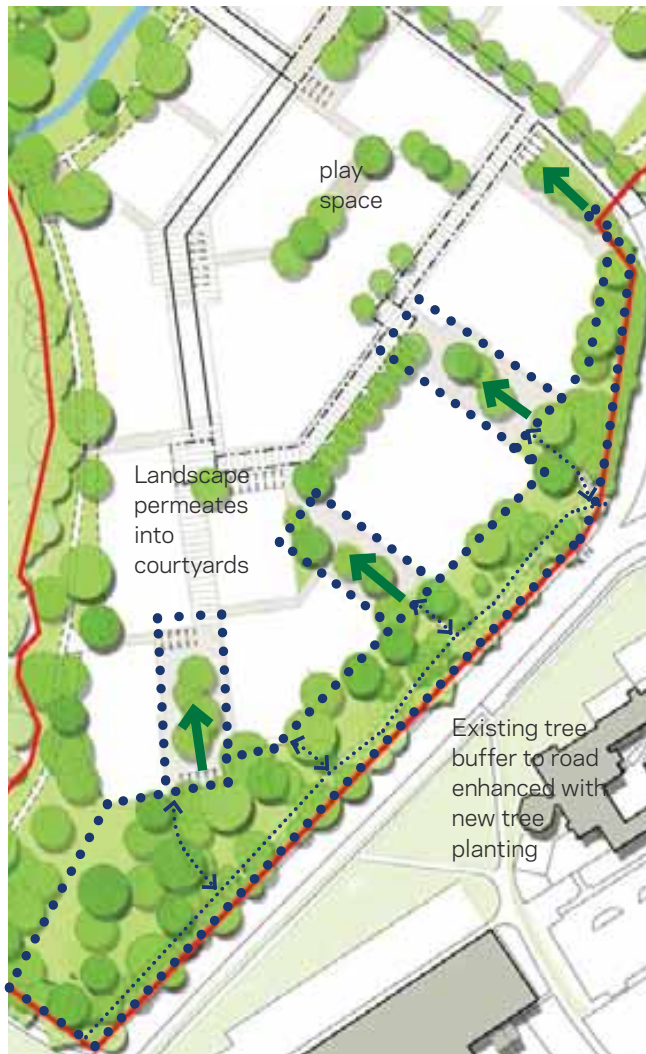 play
space
Landscape
permeates
into
courtyards
Existing tree
buffer to road
enhanced with
new tree
planting